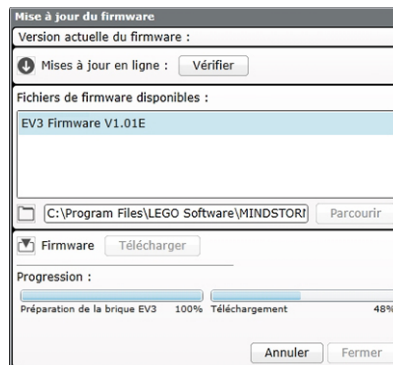 Mise à jour du firmware
Version actuelle du firmware :
Mises à jour en ligne : Vérifier
Fichiers de firmware disponibles :
EV3 Firmware V1.01E
C:\Program Files\LEGO Software\MINDSTORI Parcourir
Firmware Télécharger
Progression :
Préparation de la brique EV3 100% Téléchargement 48%
Annuler Fermer